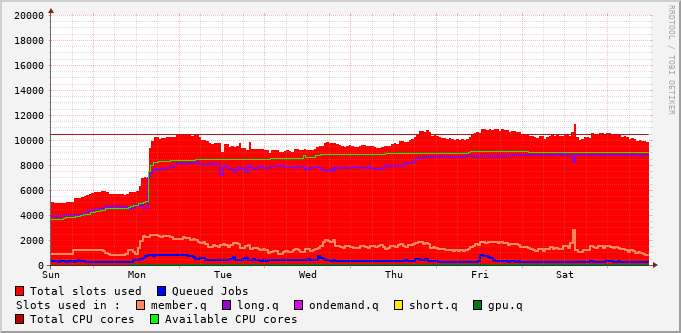 20000
18000
16000
14000
12000
10000
8000
6000
4000
2000
0
Sun Mon Tue Wed Thu Fri Sat
RRDTOOL / TOBI OETIKER
Total slots used Queued Jobs
Slots used in : member.q long.q ondemand.q short.q gpu.q
Total CPU cores Available CPU cores